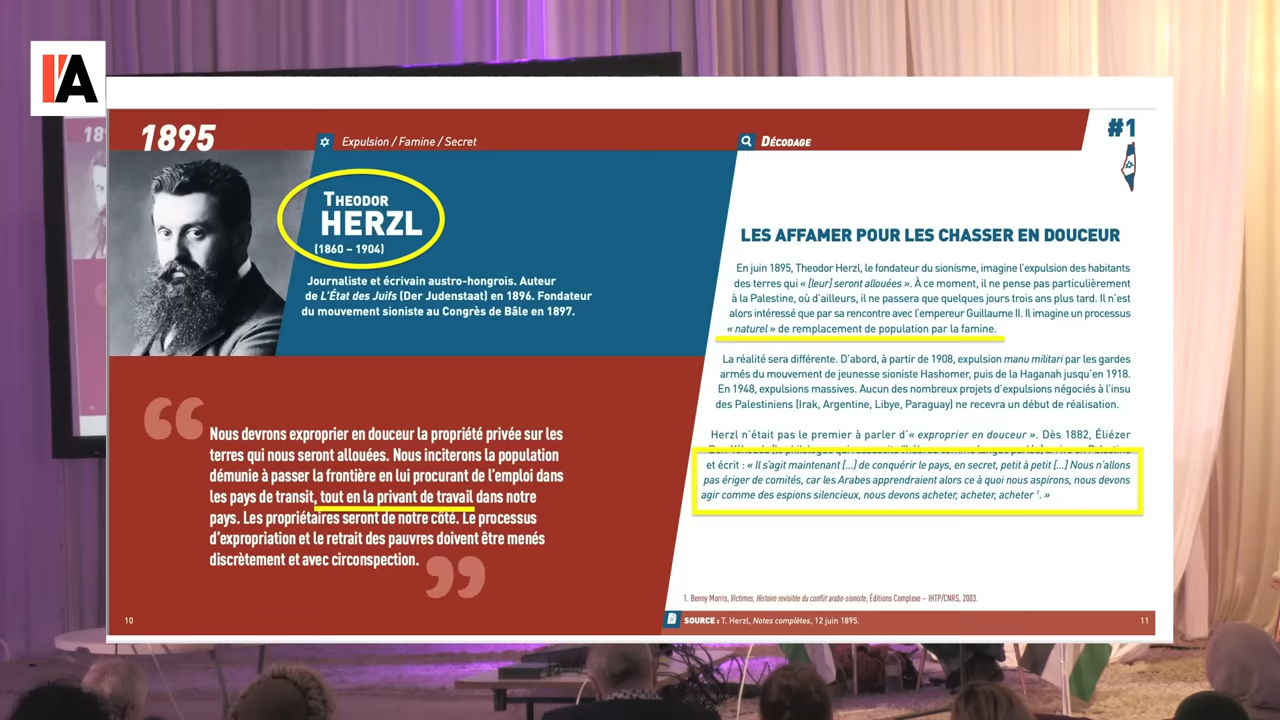 l'A
1895
Expulsion / Famine / Secret
THEODOR
HERZL
(1860 – 1904)
Journaliste et écrivain austro-hongrois. Auteur
de L'État des Juifs (Der Judenstaat) en 1896. Fondateur
du mouvement sioniste au Congrès de Bâle en 1897.
“
Nous devrons exproprier en douceur la propriété privée sur les
terres qui nous seront allouées. Nous inciterons la population
démunie à passer la frontière en lui procurant de l'emploi dans
les pays de transit, tout en la privant de travail dans notre
pays. Les propriétaires seront de notre côté. Le processus
d'expropriation et le retrait des pauvres doivent être menés
discrètement et avec circonspection.
”
10
DÉCODAGE
#1
LES AFFAMER POUR LES CHASSER EN DOUCEUR
En juin 1895, Theodor Herzl, le fondateur du sionisme, imagine l'expulsion des habitants
des terres qui « [leur] seront allouées ». À ce moment, il ne pense pas particulièrement
à la Palestine, où d'ailleurs, il ne passera que quelques jours trois ans plus tard. Il n'est
alors intéressé que par sa rencontre avec l'empereur Guillaume II. Il imagine un processus
« naturel » de remplacement de population par la famine.
La réalité sera différente. D'abord, à partir de 1908, expulsion manu militari par les gardes
armés du mouvement de jeunesse sioniste Hashomer, puis de la Haganah jusqu'en 1918.
En 1948, expulsions massives. Aucun des nombreux projets d'expulsions négociés à l'insu
des Palestiniens (Irak, Argentine, Libye, Paraguay) ne recevra un début de réalisation.
Herzl n'était pas le premier à parler d'« exproprier en douceur ». Dès 1882, Éliézer
et écrit : « Il s'agit maintenant [...] de conquérir le pays, en secret, petit à petit [...] Nous n'allons
pas ériger de comités, car les Arabes apprendraient alors ce à quoi nous aspirons, nous devons
agir comme des espions silencieux, nous devons acheter, acheter, acheter 1. »
1. Benny Morris, Victimes, Histoire revisitée du conflit arabo-sioniste, Éditions Complexe – IHTP/CNRS, 2003.
SOURCE : T. Herzl, Notes complètes, 12 juin 1895.
11